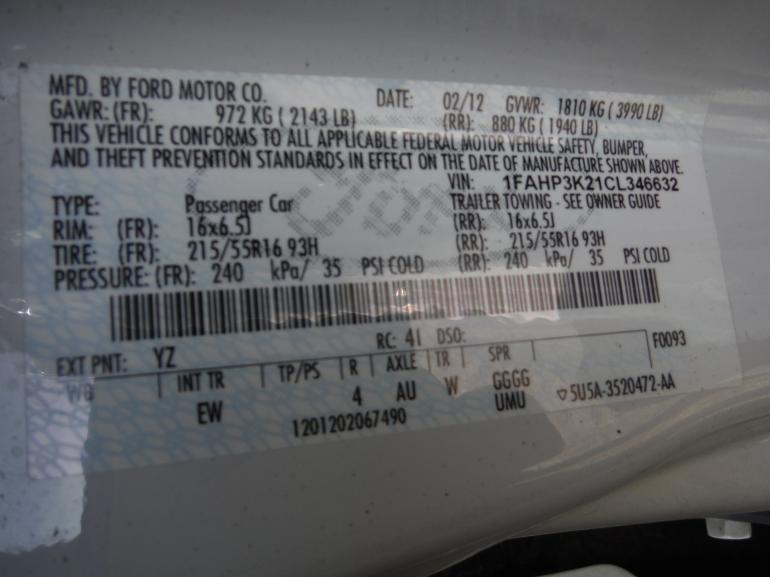 MFD. BY FORD MOTOR CO. DATE: 02/12 GVWR: 1810 KG ( 3990 LB)
GAWR: (FR): 972 KG ( 2143 LB) (RR): 880 KG ( 1940 LB)
THIS VEHICLE CONFORMS TO ALL APPLICABLE FEDERAL MOTOR VEHICLE SAFETY, BUMPER,
AND THEFT PREVENTION STANDARDS IN EFFECT ON THE DATE OF MANUFACTURE SHOWN ABOVE.
VIN: 1FAHP3K21CL346632
TYPE: Passenger Car TRAILER TOWING - SEE OWNER GUIDE
RIM: (FR): 16x6.5J (RR): 16x6.5J
TIRE: (FR): 215/55R16 93H (RR): 215/55R16 93H
PRESSURE: (FR): 240 kPa/ 35 PSI COLD (RR): 240 kPa/ 35 PSI COLD
RC: 41 DSO: F0093
EXT PNT: YZ
WB INT TR TP/PS R AXLE TR SPR
EW 4 AU W GGGG
UMU ▽5U5A-3520472-AA
1201202067490